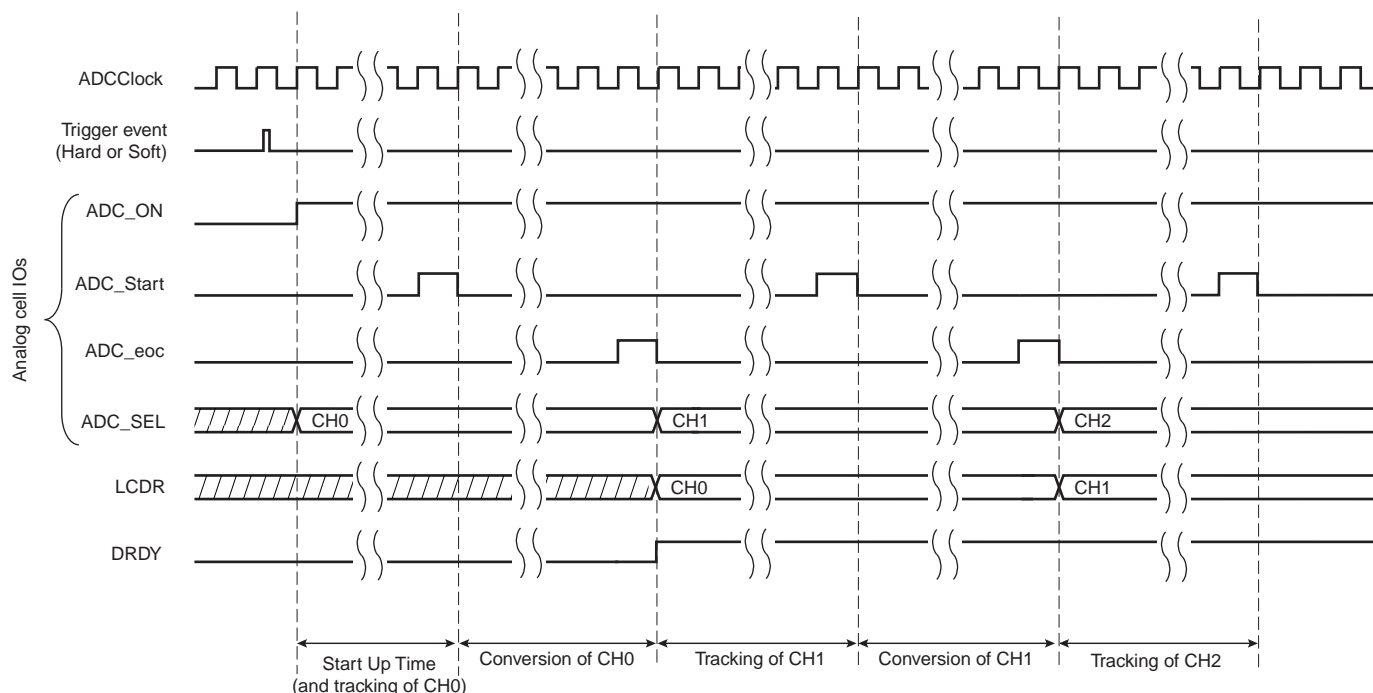 ADCClock
Trigger event
(Hard or Soft)
Analog cell IOs
ADC_ON
ADC_Start
ADC_eoc
ADC_SEL
CH0
CH1
CH2
LCDR
CH0
CH1
DRDY
Start Up Time
(and tracking of CH0)
Conversion of CH0
Tracking of CH1
Conversion of CH1
Tracking of CH2